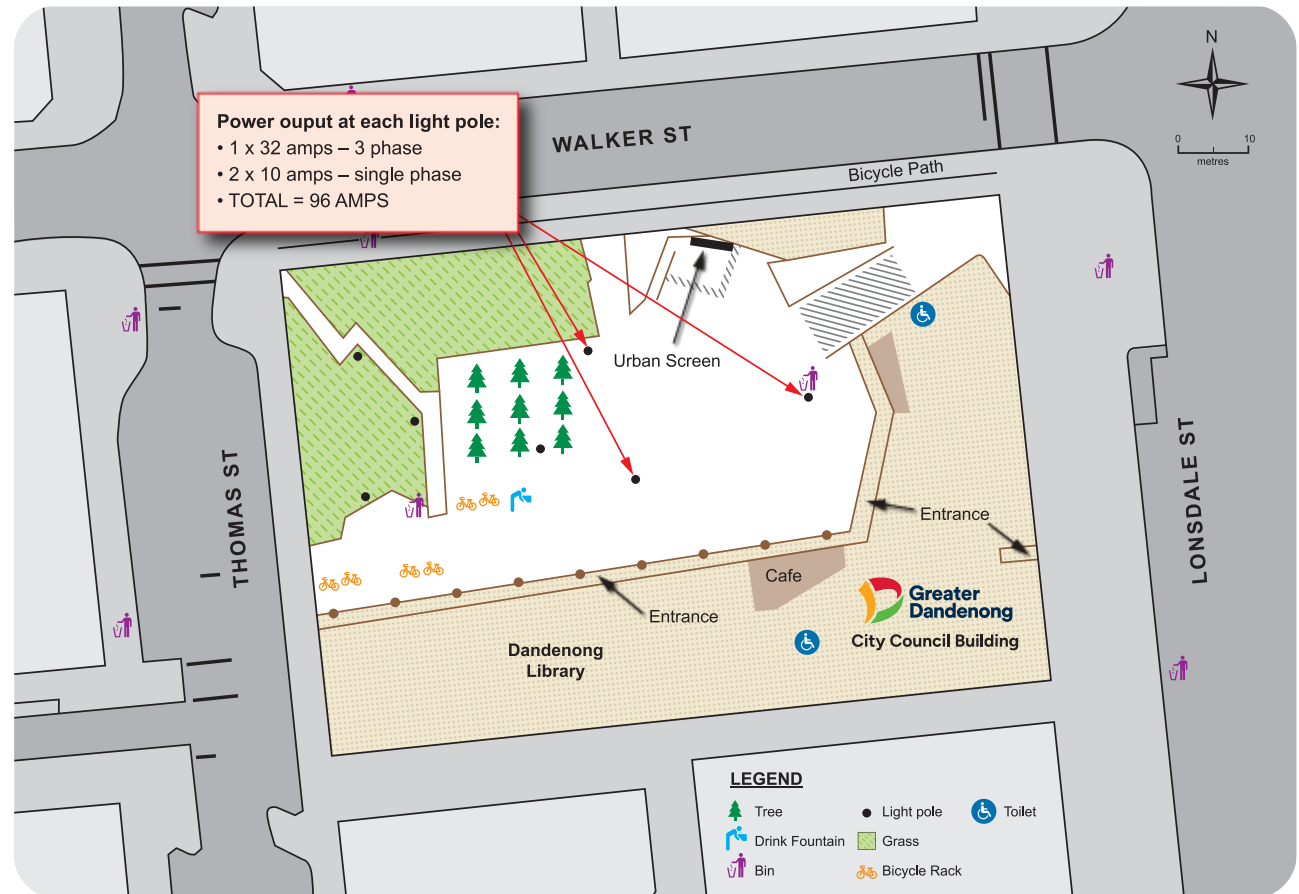 N
0 10
metres
Power ouput at each light pole:
• 1 x 32 amps – 3 phase
• 2 x 10 amps – single phase
• TOTAL = 96 AMPS
WALKER ST
Bicycle Path
Urban Screen
THOMAS ST
LONSDALE ST
Entrance
Cafe
Entrance
Greater
Dandenong
City Council Building
Dandenong
Library
LEGEND
Tree
Light pole
Toilet
Drink Fountain
Grass
Bin
Bicycle Rack